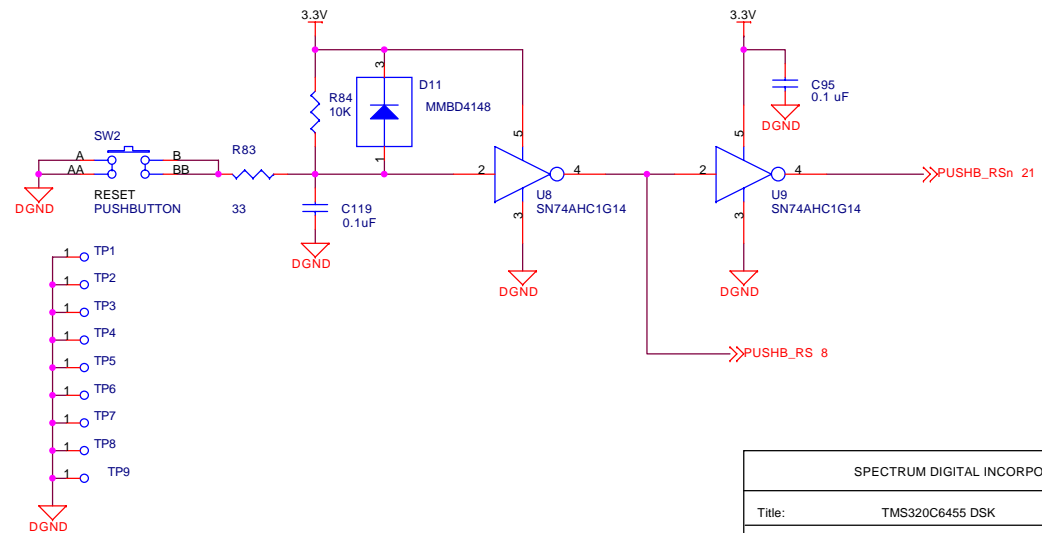 3.3V
3.3V
3
D11
MMBD4148
R84
10K
C95
0.1 uF
DGND
5
5
SW2
A
B
AA
BB
R83
1
2
4
2
4
PUSHB_RSn 21
RESET
PUSHBUTTON
33
DGND
U8
SN74AHC1G14
U9
SN74AHC1G14
C119
0.1uF
3
3
DGND
DGND
DGND
1 TP1
1 TP2
1 TP3
1 TP4
1 TP5
1 TP6
1 TP7
1 TP8
1 TP9
DGND
PUSHB_RS 8
SPECTRUM DIGITAL INCORPO
Title: TMS320C6455 DSK